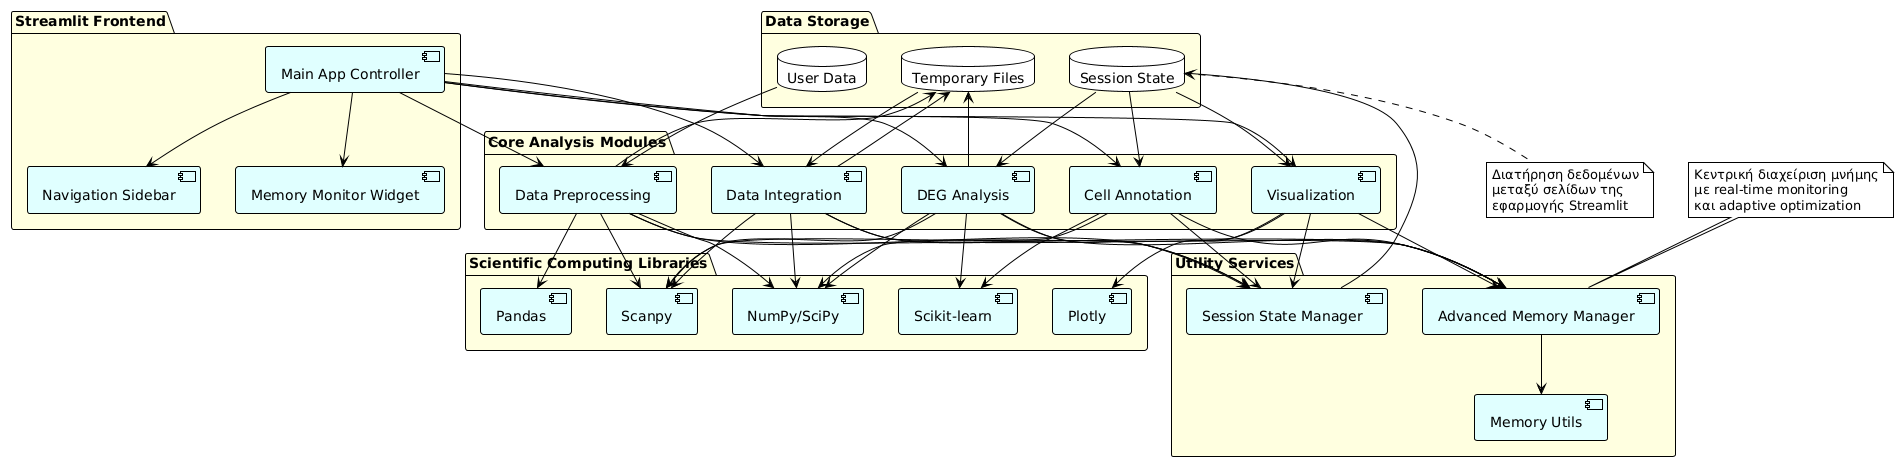 Streamlit Frontend
Data Storage
Main App Controller
User Data
Temporary Files
Session State
Core Analysis Modules
Navigation Sidebar
Memory Monitor Widget
Data Preprocessing
Data Integration
DEG Analysis
Cell Annotation
Visualization
Διατήρηση δεδομένων
μεταξύ σελίδων της
εφαρμογής Streamlit
Κεντρική διαχείριση μνήμης
με real-time monitoring
και adaptive optimization
Scientific Computing Libraries
Utility Services
Pandas
Scanpy
NumPy/SciPy
Scikit-learn
Plotly
Session State Manager
Advanced Memory Manager
Memory Utils